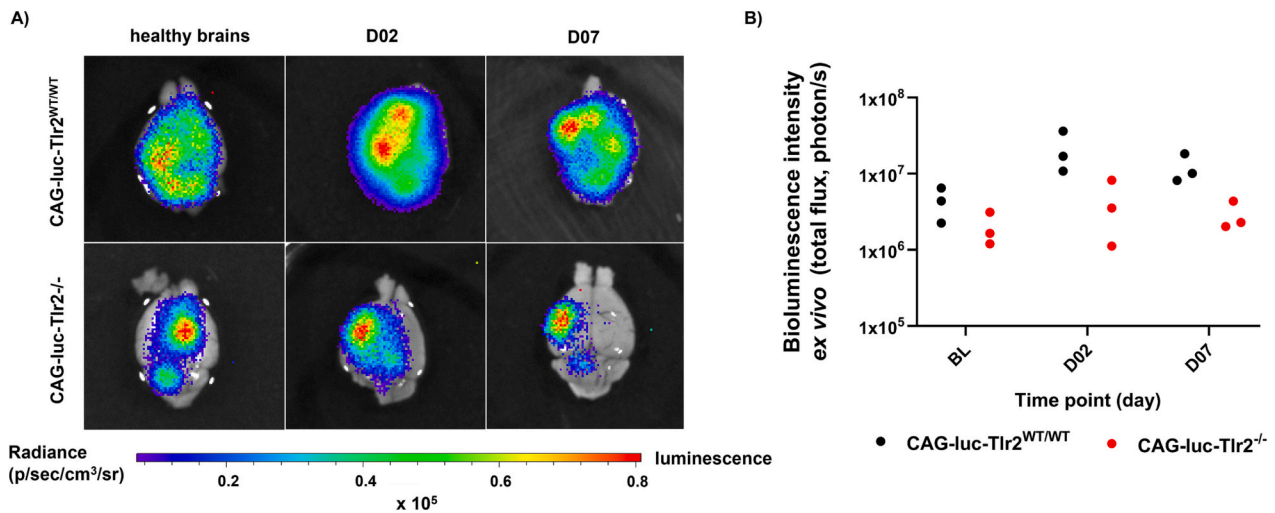 A)
healthy brains D02 D07
CAG-luc-Tlr2WT/WT
CAG-luc-Tlr2-/-
Radiance
(p/sec/cm³/sr)
luminescence
0.2 0.4 0.6 0.8
x 10⁵
B)
Bioluminescence intensity
ex vivo (total flux, photon/s)
1x10⁸
1x10⁷
1x10⁶
1x10⁵
BL D02 D07
Time point (day)
CAG-luc-Tlr2WT/WT CAG-luc-Tlr2-/-